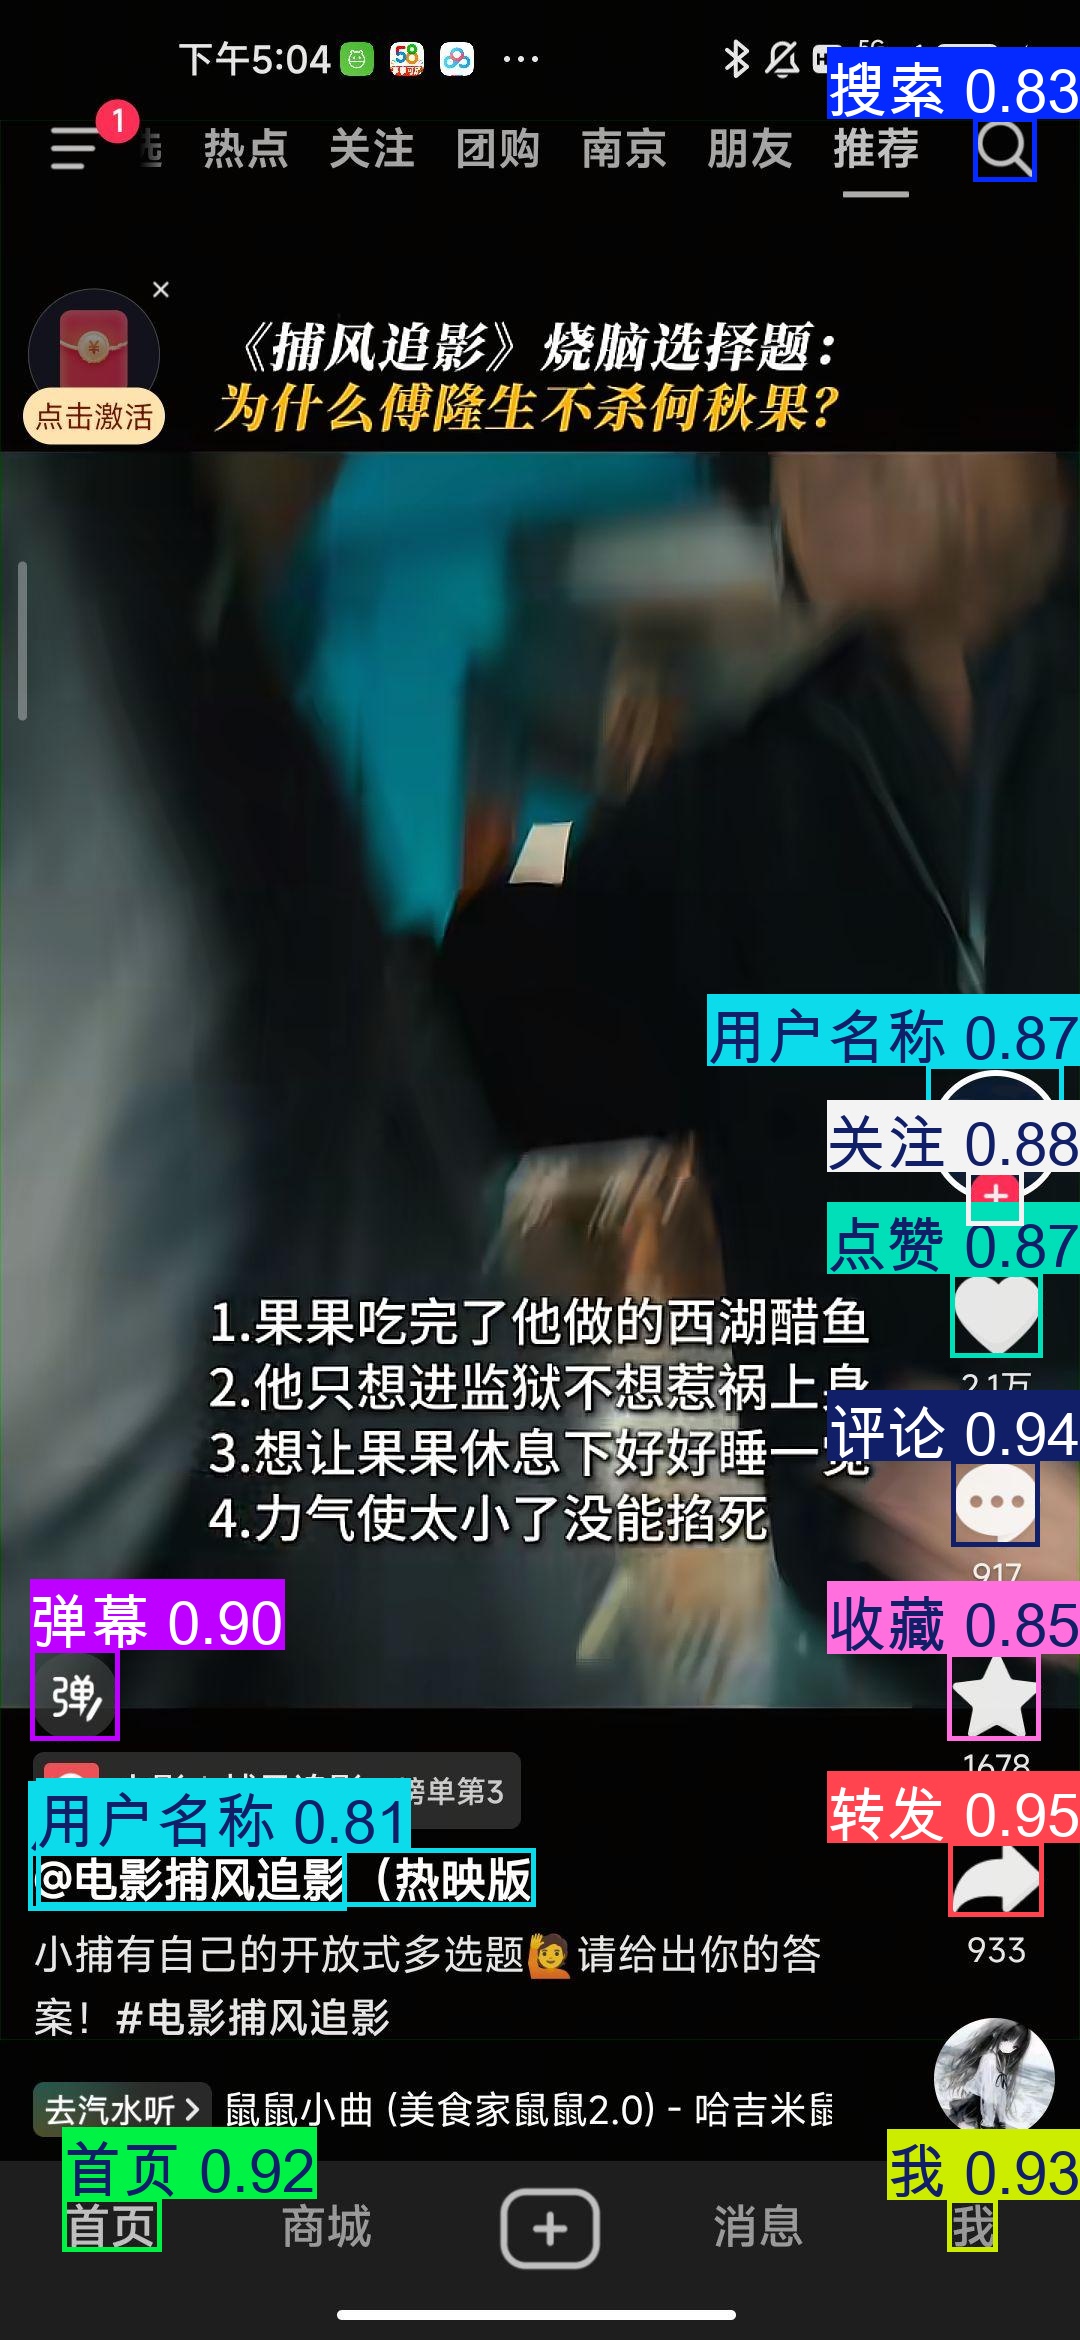 下午5:04
58
搜索 0.83
1
热点 关注 团购 南京 朋友 推荐
点击激活
《捕风追影》烧脑选择题：
为什么傅隆生不杀何秋果？
用户名称 0.87
关注 0.88
点赞 0.87
1.果果吃完了他做的西湖醋鱼
2.1万
2.他只想进监狱不想惹祸上身
评论 0.94
3.想让果果休息下好好睡一觉
4.力气使太小了没能掐死
917
弹幕 0.90
收藏 0.85
弹
1678
榜单第3
用户名称 0.81
转发 0.95
@电影捕风追影（热映版
933
小捕有自己的开放式多选题🙋请给出你的答
案！#电影捕风追影
去汽水听 > 鼠鼠小曲 (美食家鼠鼠2.0) - 哈吉米鼠
首页 0.92
我 0.93
首页 商城 消息 我